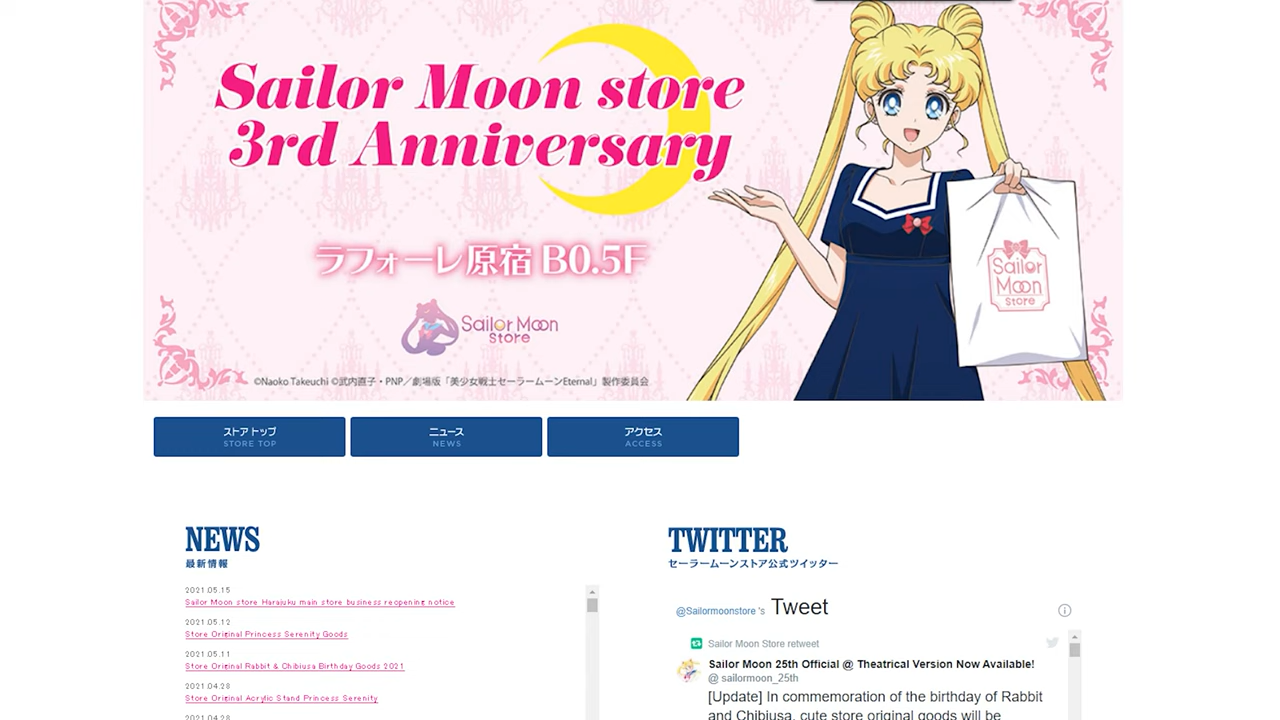 Sailor Moon store
3rd Anniversary
ラフォーレ原宿 B0.5F
Sailor Moon
store
Sailor
Moon
store
©Naoko Takeuchi ©武内直子・PNP／劇場版「美少女戦士セーラームーンEternal」製作委員会
ストア トップ
STORE TOP
ニュース
NEWS
アクセス
ACCESS
NEWS
最新情報
2021.05.15
Sailor Moon store Harajuku main store business reopening notice
2021.05.12
Store Original Princess Serenity Goods
2021.05.11
Store Original Rabbit & Chibiusa Birthday Goods 2021
2021.04.28
Store Original Acrylic Stand Princess Serenity
2021.04.28
TWITTER
セーラームーンストア公式ツイッター
@Sailormoonstore 's Tweet
Sailor Moon Store retweet
Sailor Moon 25th Official @ Theatrical Version Now Available!
@ sailormoon_25th
[Update] In commemoration of the birthday of Rabbit
and Chibiusa, cute store original goods will be